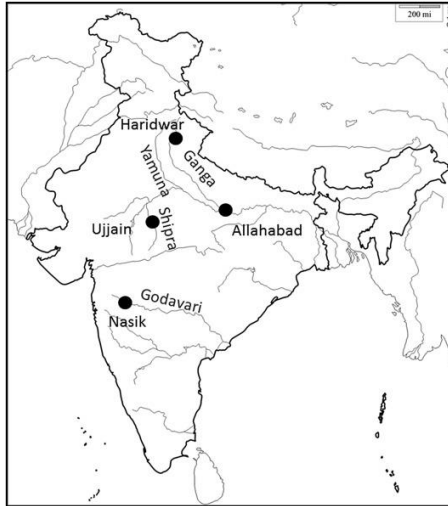 200 mi
Haridwar
Yamuna
Ganga
Ujjain
Shipra
Allahabad
Godavari
Nasik